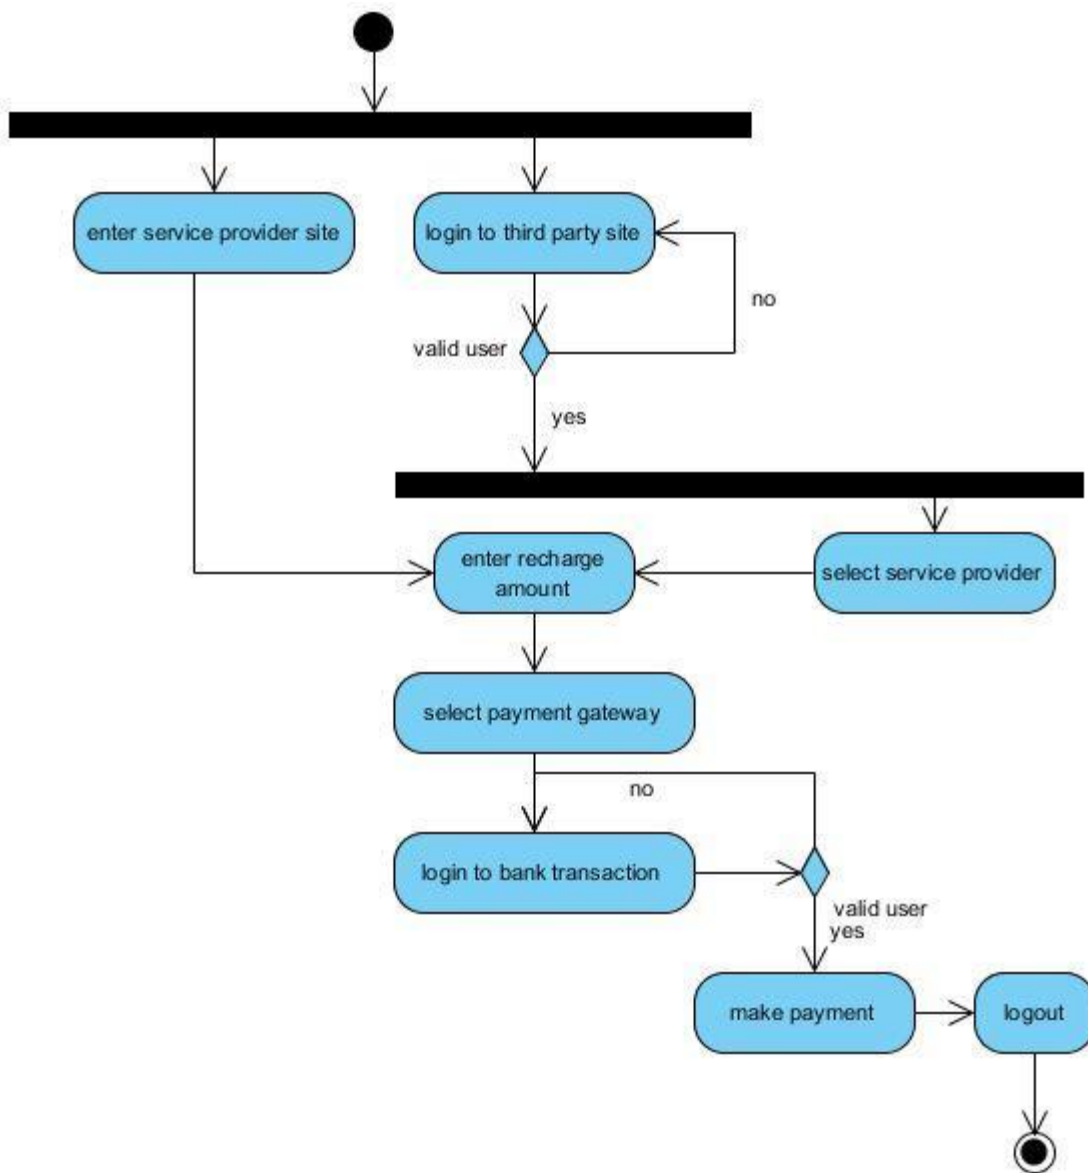 enter service provider site
login to third party site
no
valid user
yes
enter recharge
amount
select service provider
select payment gateway
no
login to bank transaction
valid user
yes
make payment
logout